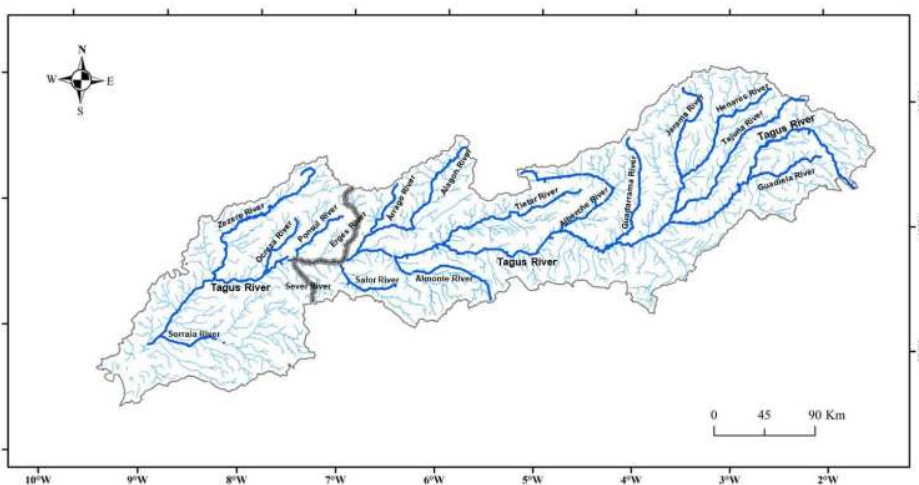 N
W E
S
Jarama River
Henares River
Tajuña River
Tagus River
Guadiela River
Guadarrama River
Alberche River
Tietar River
Alagon River
Arrago River
Erges River
Ponsul River
Ocreza River
Zezere River
Tagus River
Tagus River
Sever River
Salor River
Almonte River
Sorraia River
0 45 90 Km
10°W 9°W 8°W 7°W 6°W 5°W 4°W 3°W 2°W